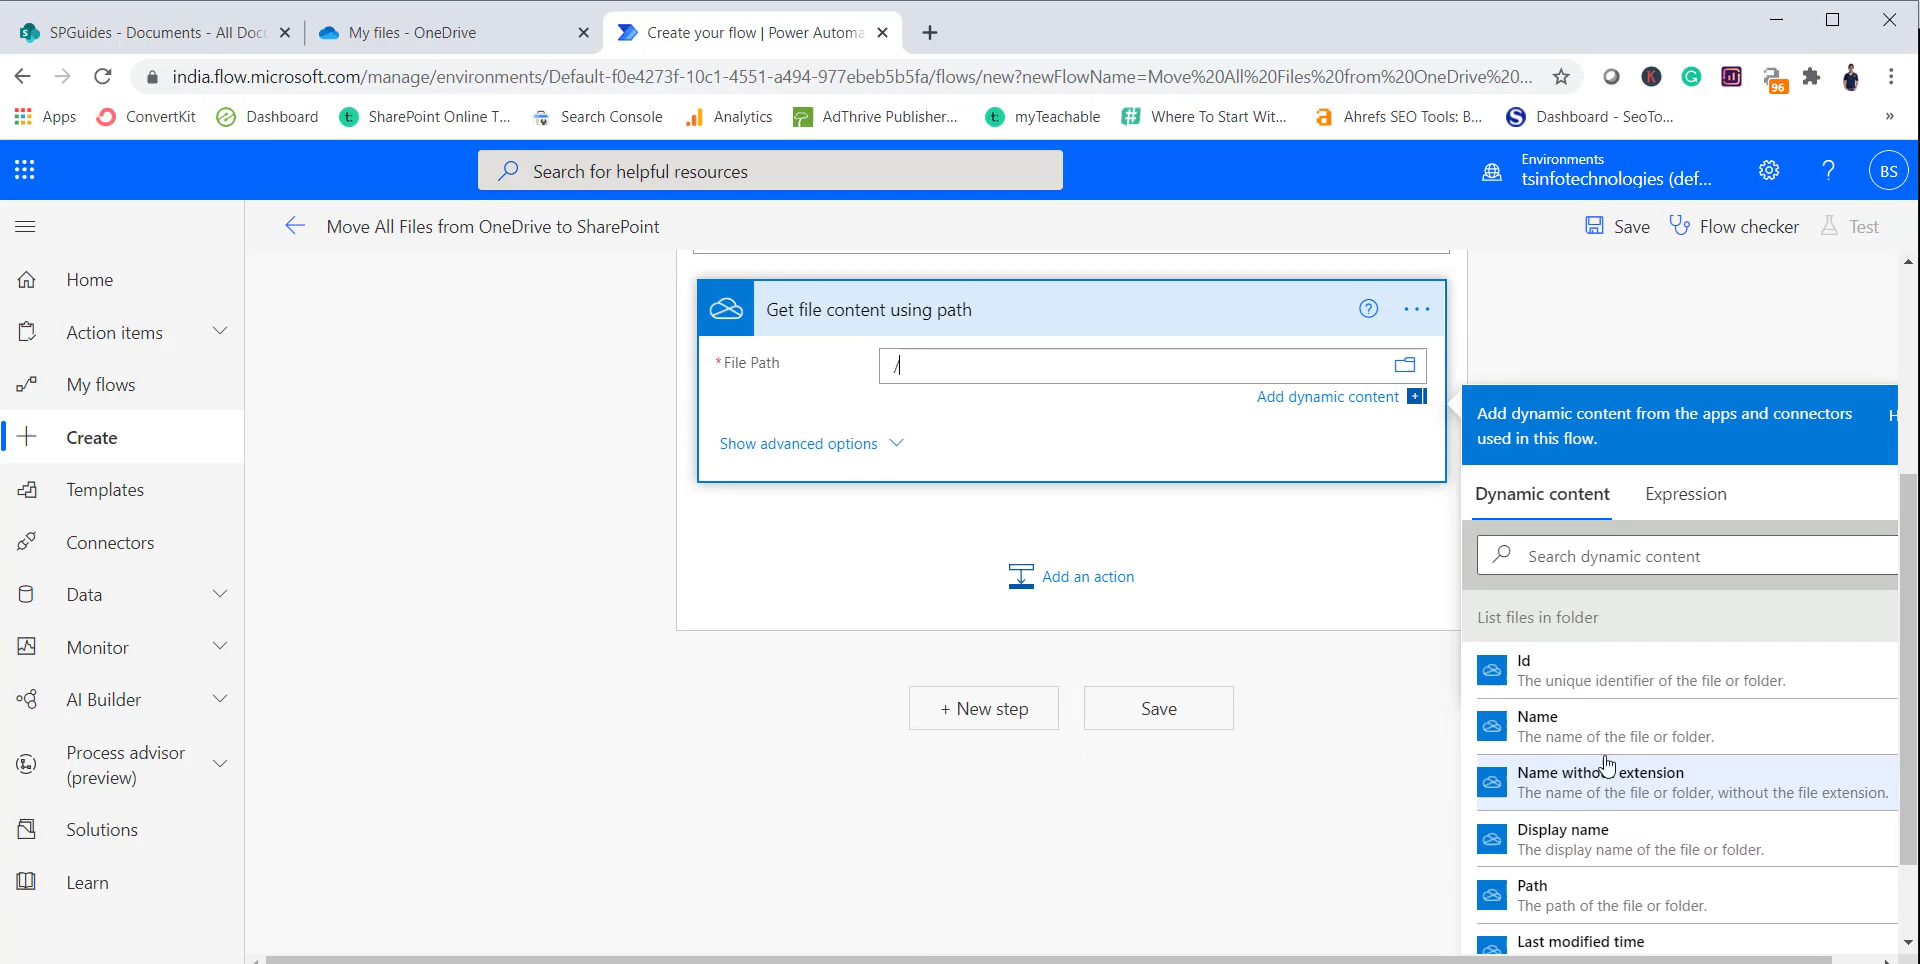 SPGuides - Documents - All Docu
My files - OneDrive
Create your flow | Power Automa
india.flow.microsoft.com/manage/environments/Default-f0e4273f-10c1-4551-a494-977ebeb5b5fa/flows/new?newFlowName=Move%20All%20Files%20from%20OneDrive%20...
K
G
96
Apps
ConvertKit
Dashboard
SharePoint Online T...
Search Console
Analytics
AdThrive Publisher...
myTeachable
Where To Start Wit...
Ahrefs SEO Tools: B...
Dashboard - SeoTo...
»
Search for helpful resources
Environments
tsinfotechnologies (def...
?
BS
Move All Files from OneDrive to SharePoint
Save
Flow checker
Test
Home
Action items
My flows
Create
Templates
Connectors
Data
Monitor
AI Builder
Process advisor
(preview)
Solutions
Learn
Get file content using path
?
...
* File Path
/
Add dynamic content
Show advanced options
Add an action
+ New step
Save
Add dynamic content from the apps and connectors
used in this flow.
H
Dynamic content
Expression
Search dynamic content
List files in folder
Id
The unique identifier of the file or folder.
Name
The name of the file or folder.
Name without extension
The name of the file or folder, without the file extension.
Display name
The display name of the file or folder.
Path
The path of the file or folder.
Last modified time